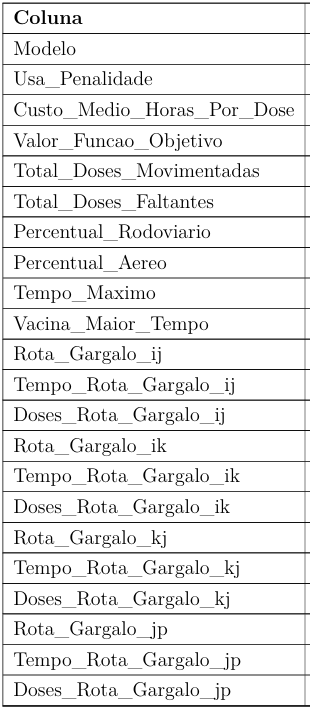 Coluna
Modelo
Usa_Penalidade
Custo_Medio_Horas_Por_Dose
Valor_Funcao_Objetivo
Total_Doses_Movimentadas
Total_Doses_Faltantes
Percentual_Rodoviario
Percentual_Aereo
Tempo_Maximo
Vacina_Maior_Tempo
Rota_Gargalo_ij
Tempo_Rota_Gargalo_ij
Doses_Rota_Gargalo_ij
Rota_Gargalo_ik
Tempo_Rota_Gargalo_ik
Doses_Rota_Gargalo_ik
Rota_Gargalo_kj
Tempo_Rota_Gargalo_kj
Doses_Rota_Gargalo_kj
Rota_Gargalo_jp
Tempo_Rota_Gargalo_jp
Doses_Rota_Gargalo_jp